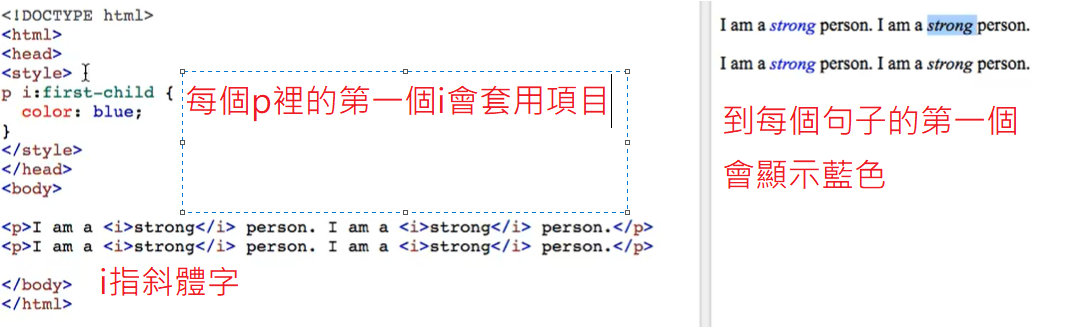 <!DOCTYPE html>
<html>
<head>
<style>
p i:first-child {
  color: blue;
}
</style>
</head>
<body>
每個p裡的第一個i會套用項目
<p>I am a <i>strong</i> person. I am a <i>strong</i> person.</p>
<p>I am a <i>strong</i> person. I am a <i>strong</i> person.</p>
</body>
</html>
i指斜體字
I am a strong person. I am a strong person.
I am a strong person. I am a strong person.
到每個句子的第一個
會顯示藍色